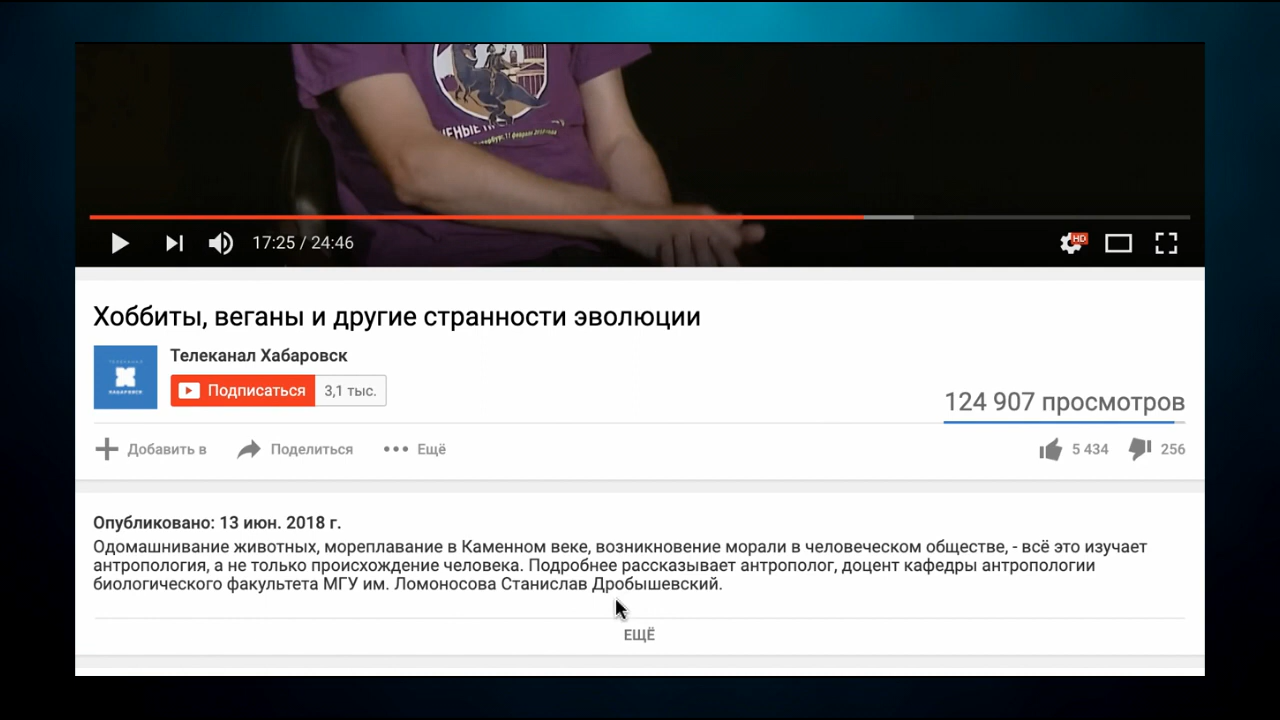 17:25 / 24:46
HD
Хоббиты, веганы и другие странности эволюции
ТЕЛЕКАНАЛ
ХАБАРОВСК
Телеканал Хабаровск
Подписаться 3,1 тыс.
124 907 просмотров
Добавить в Поделиться Ещё 5 434 256
Опубликовано: 13 июн. 2018 г.
Одомашнивание животных, мореплавание в Каменном веке, возникновение морали в человеческом обществе, - всё это изучает
антропология, а не только происхождение человека. Подробнее рассказывает антрополог, доцент кафедры антропологии
биологического факультета МГУ им. Ломоносова Станислав Дробышевский.
ЕЩЁ